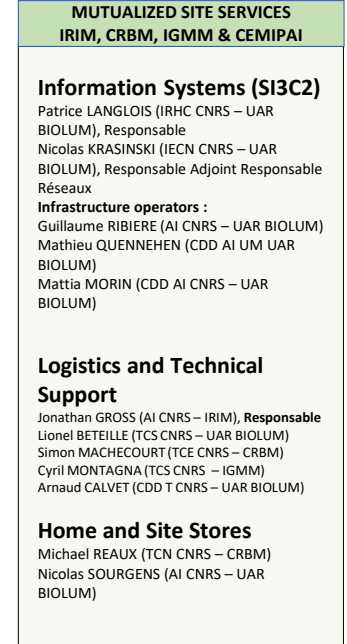 MUTUALIZED SITE SERVICES
IRIM, CRBM, IGMM & CEMIPAI
Information Systems (SI3C2)
Patrice LANGLOIS (IRHC CNRS – UAR
BIOLUM), Responsable
Nicolas KRASINSKI (IECN CNRS – UAR
BIOLUM), Responsable Adjoint Responsable
Réseaux
Infrastructure operators :
Guillaume RIBIERE (AI CNRS – UAR BIOLUM)
Mathieu QUENNEHEN (CDD AI UM UAR
BIOLUM)
Mattia MORIN (CDD AI CNRS – UAR
BIOLUM)
Logistics and Technical
Support
Jonathan GROSS (AI CNRS – IRIM), Responsable
Lionel BETEILLE (TCS CNRS – UAR BIOLUM)
Simon MACHECOURT (TCE CNRS – CRBM)
Cyril MONTAGNA (TCS CNRS – IGMM)
Arnaud CALVET (CDD T CNRS – UAR BIOLUM)
Home and Site Stores
Michael REAUX (TCN CNRS – CRBM)
Nicolas SOURGENS (AI CNRS – UAR
BIOLUM)